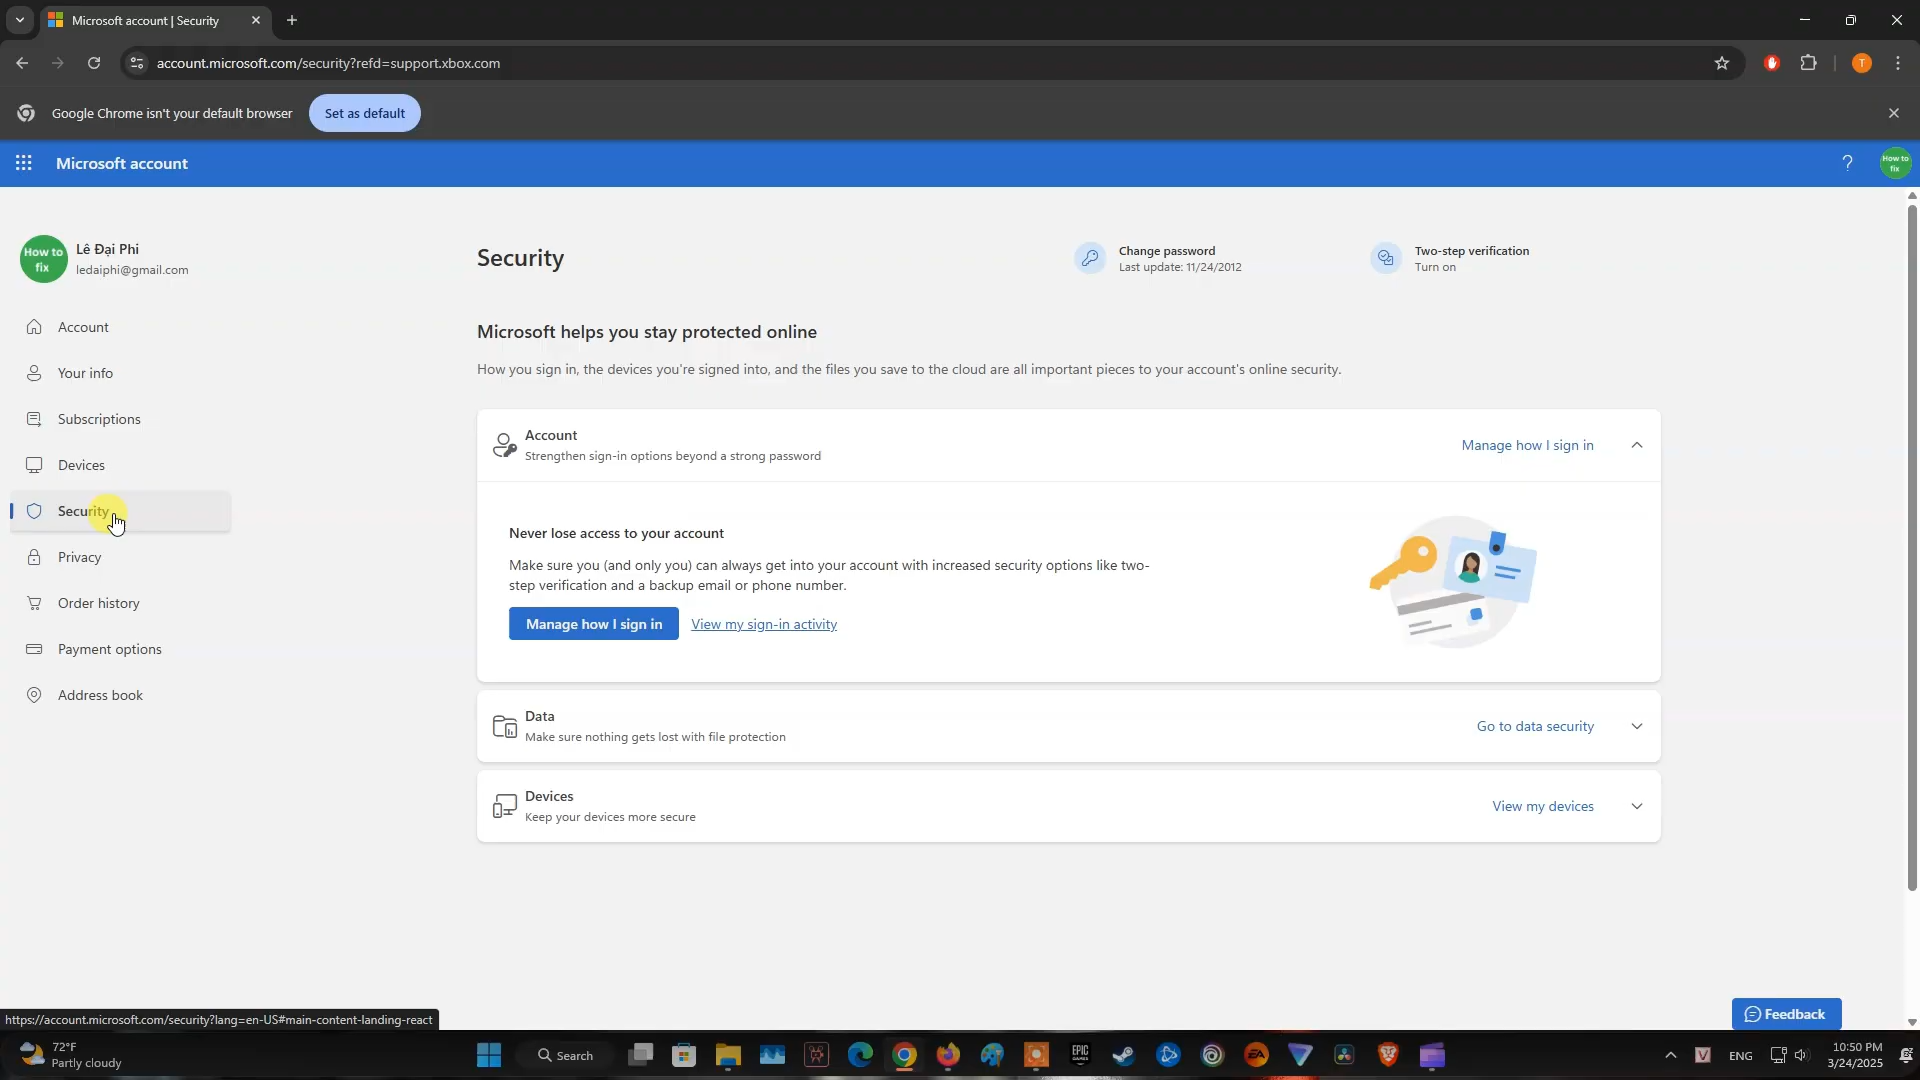 Microsoft account | Security
account.microsoft.com/security?refd=support.xbox.com
T
Google Chrome isn't your default browser
Set as default
Microsoft account
?
How to
fix
How to
fix
Lê Đại Phi
ledaiphi@gmail.com
Account
Your info
Subscriptions
Devices
Security
Privacy
Order history
Payment options
Address book
Security
Change password
Last update: 11/24/2012
Two-step verification
Turn on
Microsoft helps you stay protected online
How you sign in, the devices you're signed into, and the files you save to the cloud are all important pieces to your account's online security.
Account
Strengthen sign-in options beyond a strong password
Manage how I sign in
Never lose access to your account
Make sure you (and only you) can always get into your account with increased security options like two-
step verification and a backup email or phone number.
Manage how I sign in
View my sign-in activity
Data
Make sure nothing gets lost with file protection
Go to data security
Devices
Keep your devices more secure
View my devices
Feedback
https://account.microsoft.com/security?lang=en-US#main-content-landing-react
72°F
Partly cloudy
Search
EPIC
GAMES
EA
V
ENG
10:50 PM
3/24/2025